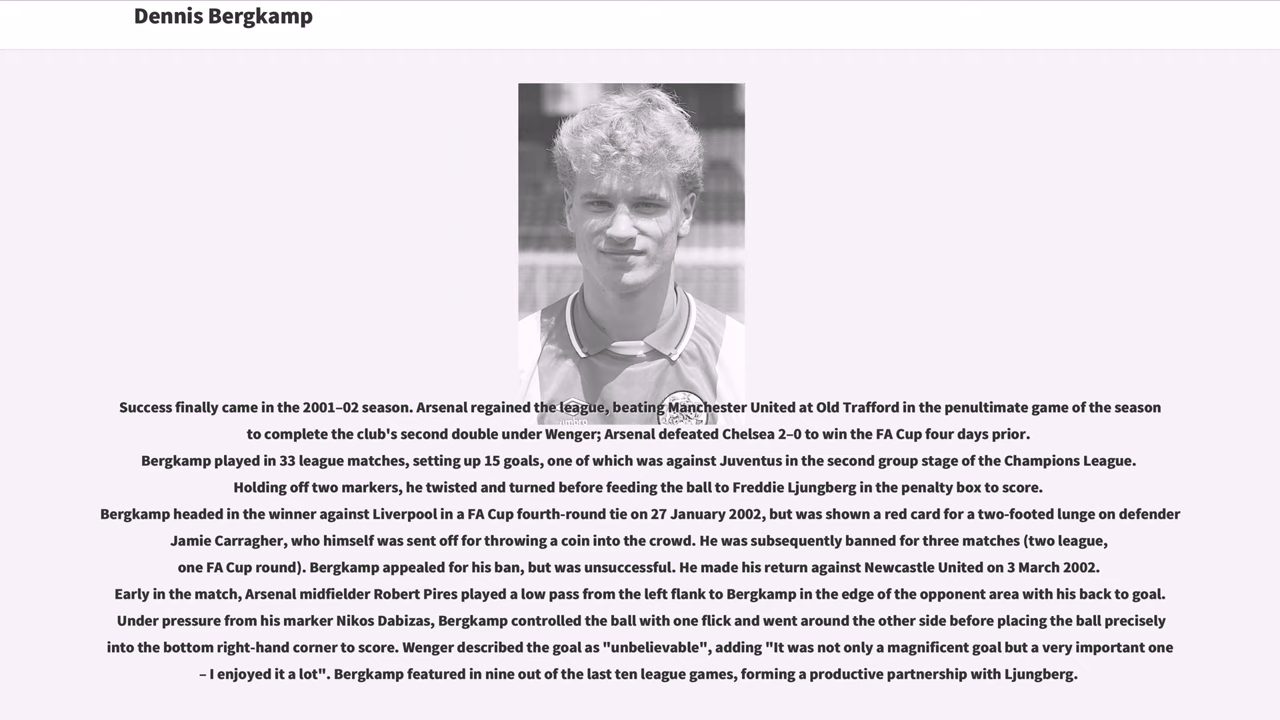 Dennis Bergkamp
Success finally came in the 2001–02 season. Arsenal regained the league, beating Manchester United at Old Trafford in the penultimate game of the season
to complete the club's second double under Wenger; Arsenal defeated Chelsea 2–0 to win the FA Cup four days prior.
Bergkamp played in 33 league matches, setting up 15 goals, one of which was against Juventus in the second group stage of the Champions League.
Holding off two markers, he twisted and turned before feeding the ball to Freddie Ljungberg in the penalty box to score.
Bergkamp headed in the winner against Liverpool in a FA Cup fourth-round tie on 27 January 2002, but was shown a red card for a two-footed lunge on defender
Jamie Carragher, who himself was sent off for throwing a coin into the crowd. He was subsequently banned for three matches (two league,
one FA Cup round). Bergkamp appealed for his ban, but was unsuccessful. He made his return against Newcastle United on 3 March 2002.
Early in the match, Arsenal midfielder Robert Pires played a low pass from the left flank to Bergkamp in the edge of the opponent area with his back to goal.
Under pressure from his marker Nikos Dabizas, Bergkamp controlled the ball with one flick and went around the other side before placing the ball precisely
into the bottom right-hand corner to score. Wenger described the goal as "unbelievable", adding "It was not only a magnificent goal but a very important one
– I enjoyed it a lot". Bergkamp featured in nine out of the last ten league games, forming a productive partnership with Ljungberg.